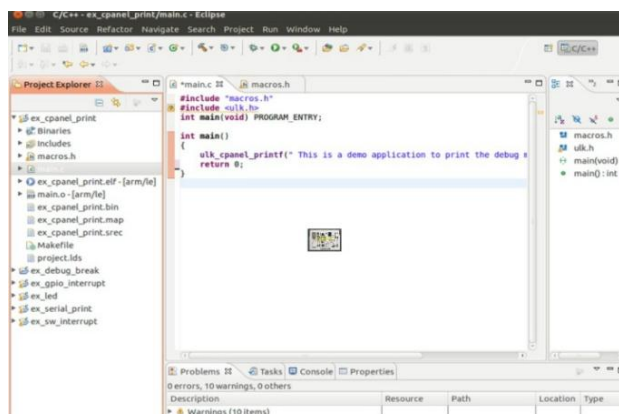 C/C++ - ex_cpanel_print/main.c - Eclipse
File Edit Source Refactor Navigate Search Project Run Window Help
C/C++
Project Explorer
*main.c
macros.h
ex_cpanel_print
Binaries
Includes
macros.h
ex_cpanel_print.elf - [arm/le]
main.o - [arm/le]
ex_cpanel_print.bin
ex_cpanel_print.map
ex_cpanel_print.srec
Makefile
project.lds
ex_debug_break
ex_gpio_interrupt
ex_led
ex_serial_print
ex_sw_interrupt
#include "macros.h"
#include <ulk.h>
int main(void) PROGRAM_ENTRY;
int main()
{
ulk_cpanel_printf(" This is a demo application to print the debug m
return 0;
}
macros.h
ulk.h
main(void)
main() : int
Problems Tasks Console Properties
0 errors, 10 warnings, 0 others
Description Resource Path Location Type
Warnings (10 items)